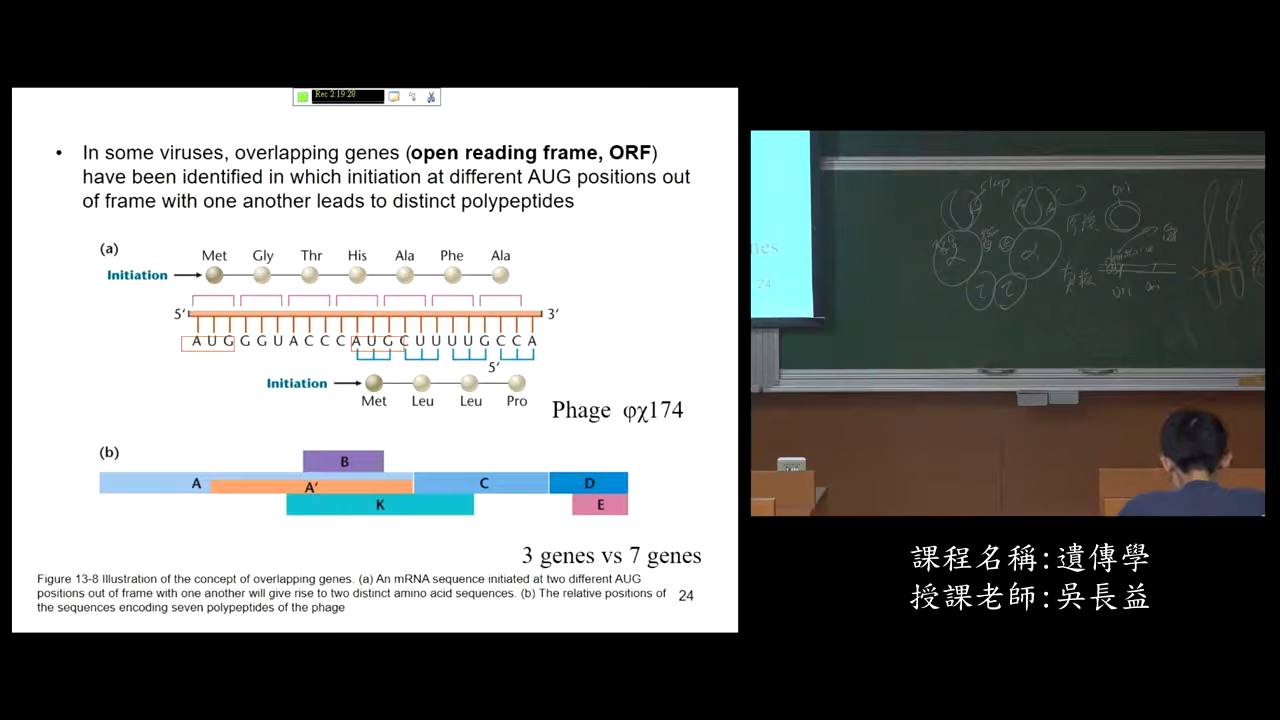 Rec 2:19:28
• In some viruses, overlapping genes (open reading frame, ORF)
have been identified in which initiation at different AUG positions out
of frame with one another leads to distinct polypeptides
(a)
Met Gly Thr His Ala Phe Ala
Initiation
5′ 3′
A U G G G U A C C C A U G C U U U U G C C A
5′
Initiation
Met Leu Leu Pro
Phage φχ174
(b)
B
A C D
A′
K E
3 genes vs 7 genes
Figure 13-8 Illustration of the concept of overlapping genes. (a) An mRNA sequence initiated at two different AUG
positions out of frame with one another will give rise to two distinct amino acid sequences. (b) The relative positions of
the sequences encoding seven polypeptides of the phage
24
nes
24
ori
α α
τ τ
ori
課程名稱:遺傳學
授課老師:吳長益